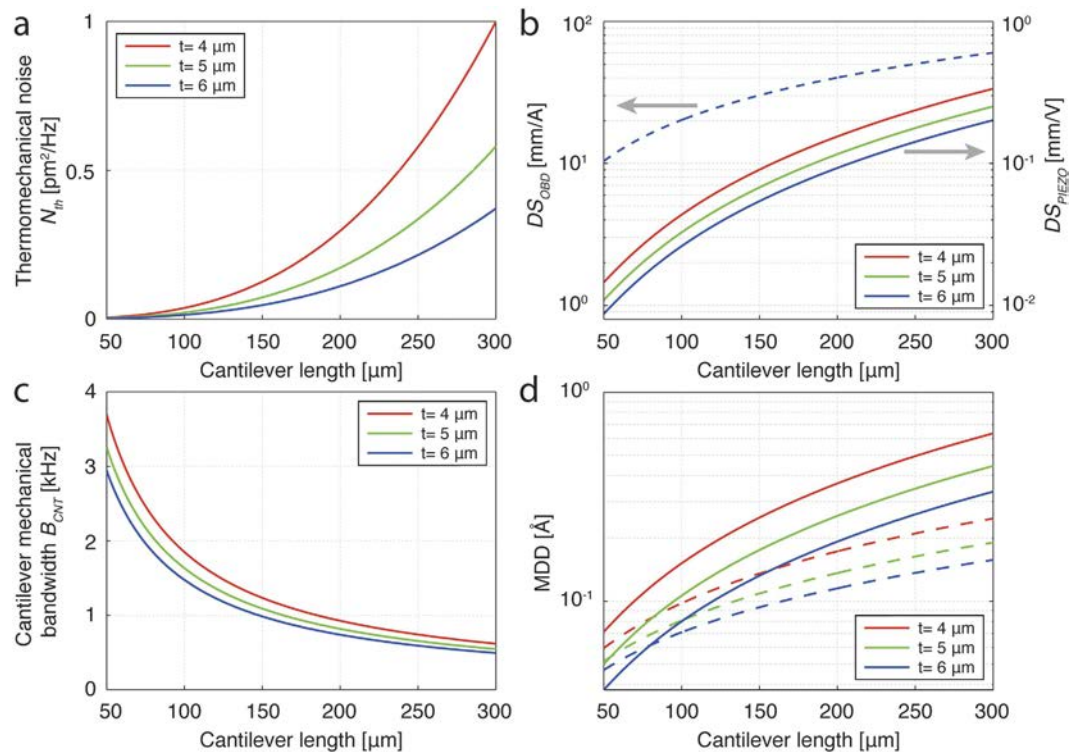 a
Thermomechanical noise
N_th [pm²/Hz]
1
0.5
0
t= 4 µm
t= 5 µm
t= 6 µm
50 100 150 200 250 300
Cantilever length [µm]
b
DS_OBD [mm/A]
10²
10¹
10⁰
DS_PIEZO [mm/V]
10⁰
10⁻¹
10⁻²
t= 4 µm
t= 5 µm
t= 6 µm
50 100 150 200 250 300
Cantilever length [µm]
c
Cantilever mechanical
bandwidth B_CNT [kHz]
4
3
2
1
0
t= 4 µm
t= 5 µm
t= 6 µm
50 100 150 200 250 300
Cantilever length [µm]
d
MDD [Å]
10⁰
10⁻¹
t= 4 µm
t= 5 µm
t= 6 µm
50 100 150 200 250 300
Cantilever length [µm]